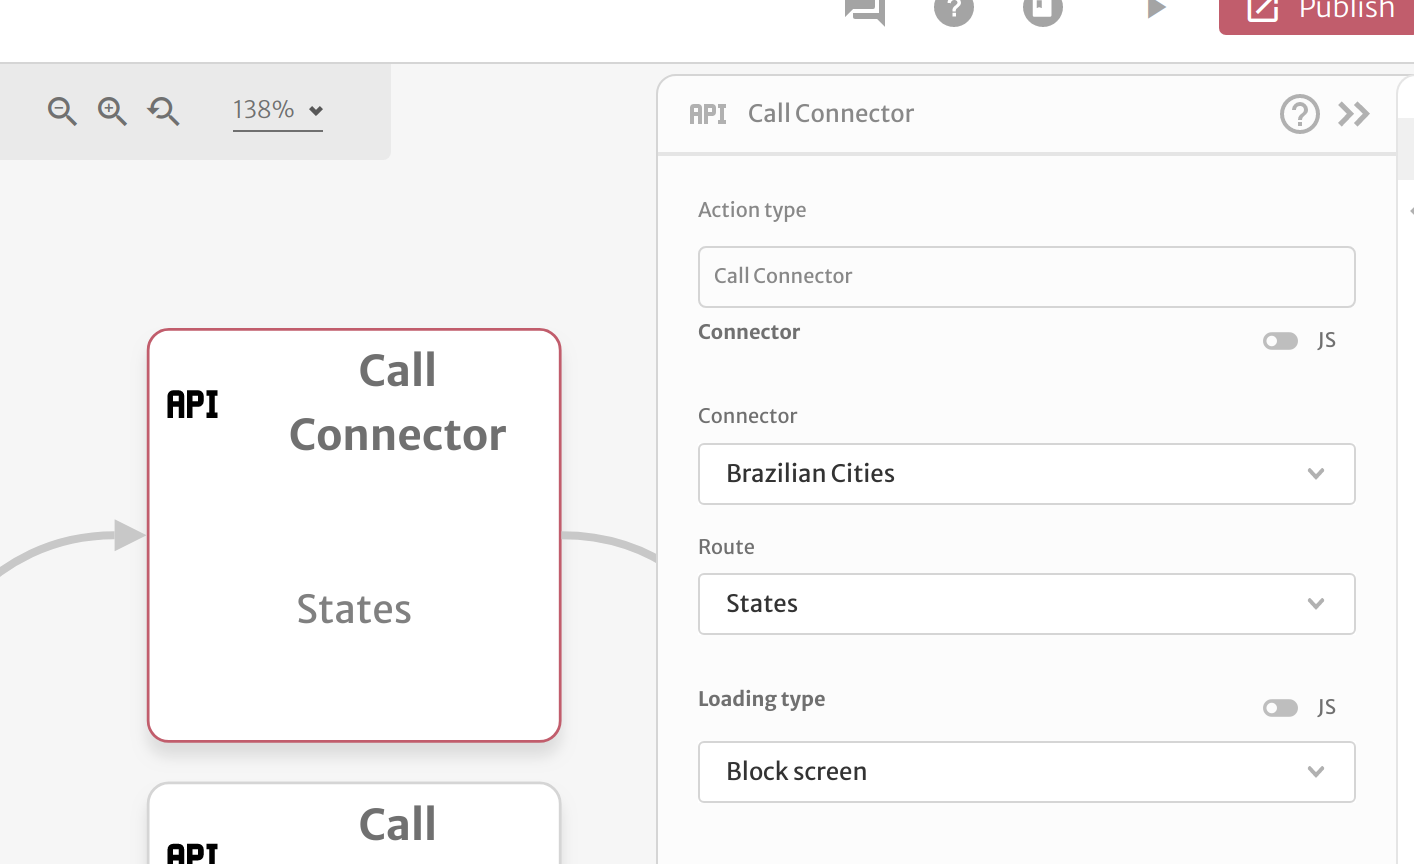 Publish
138%
API Call Connector
Action type
Call Connector
Connector
JS
Connector
Brazilian Cities
Route
States
Loading type
JS
Block screen
API
Call
Connector
States
API
Call